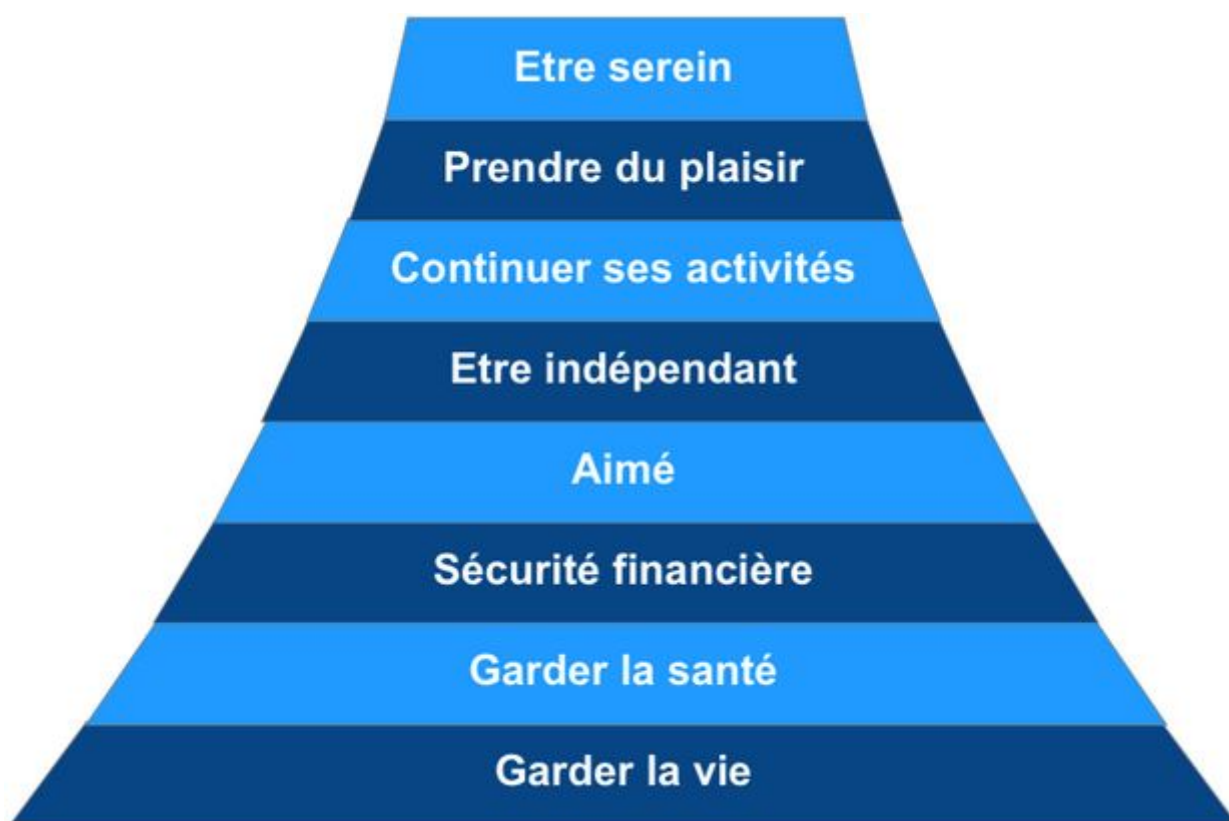 Etre serein
Prendre du plaisir
Continuer ses activités
Etre indépendant
Aimé
Sécurité financière
Garder la santé
Garder la vie